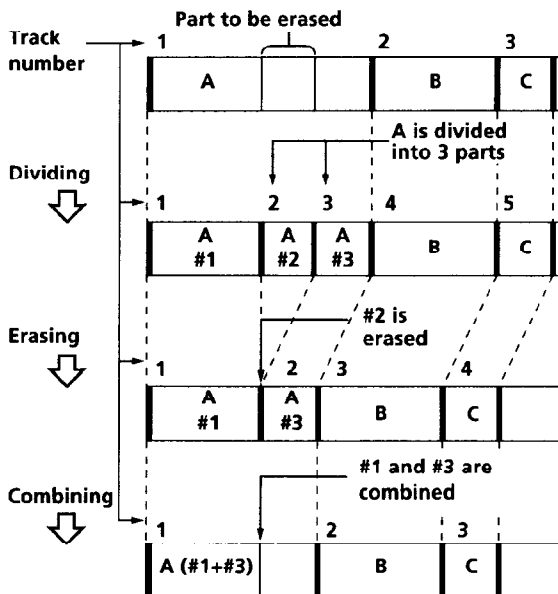 Part to be erased
Track number
1 2 3
A B C
A is divided into 3 parts
Dividing
1 2 3 4 5
A #1 A #2 A #3 B C
#2 is erased
Erasing
1 2 3 4
A #1 A #3 B C
#1 and #3 are combined
Combining
1 2 3
A (#1+#3) B C